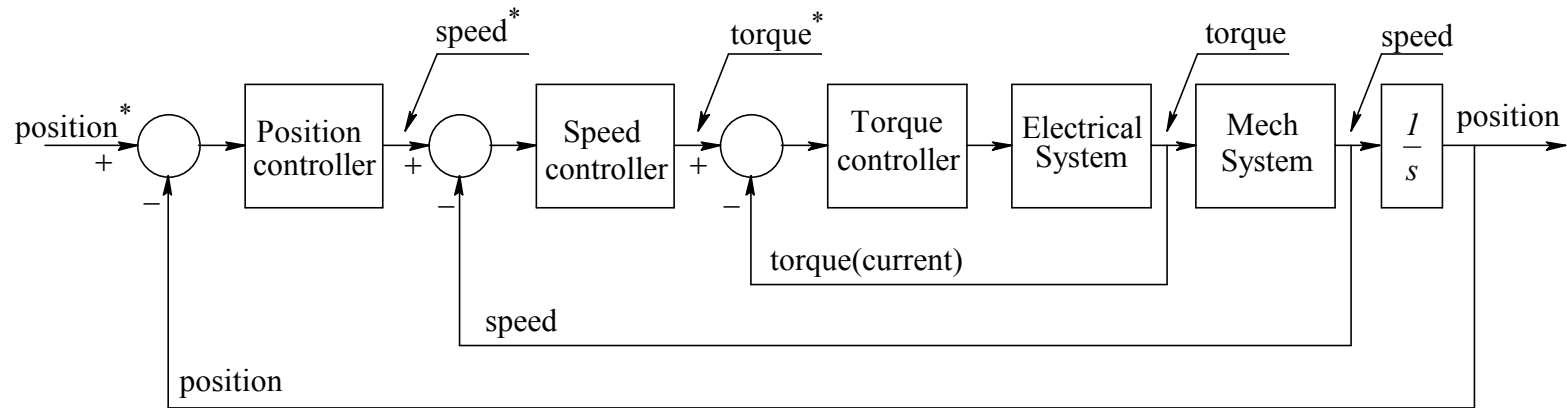 speed*
torque*
torque
speed
position*
+
−
Position
controller
+
−
Speed
controller
+
−
Torque
controller
Electrical
System
Mech
System
1
s
position
torque(current)
speed
position